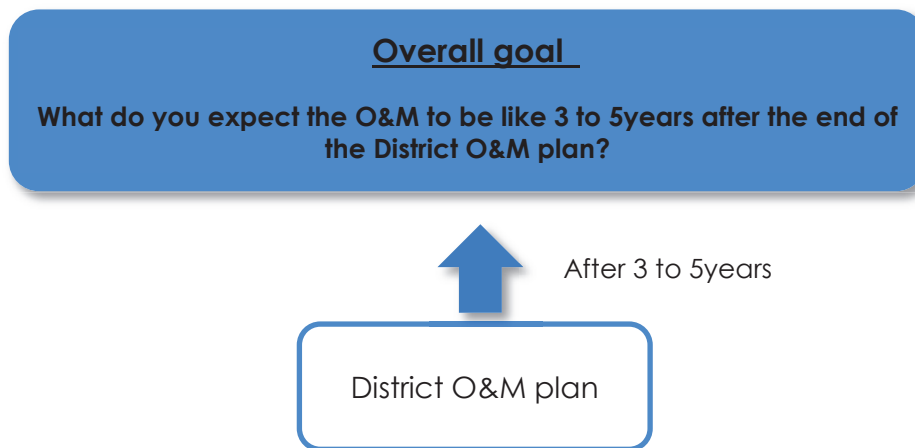 Overall goal
What do you expect the O&M to be like 3 to 5years after the end of
the District O&M plan?
After 3 to 5years
District O&M plan